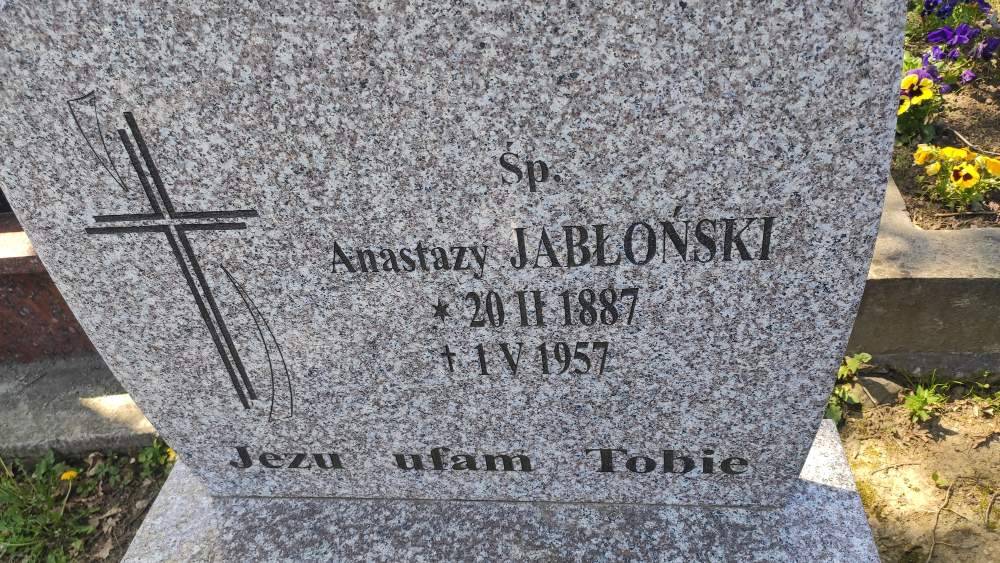 Śp.
Anastazy JABŁOŃSKI
* 20 II 1887
† 1 V 1957
Jezu ufam Tobie